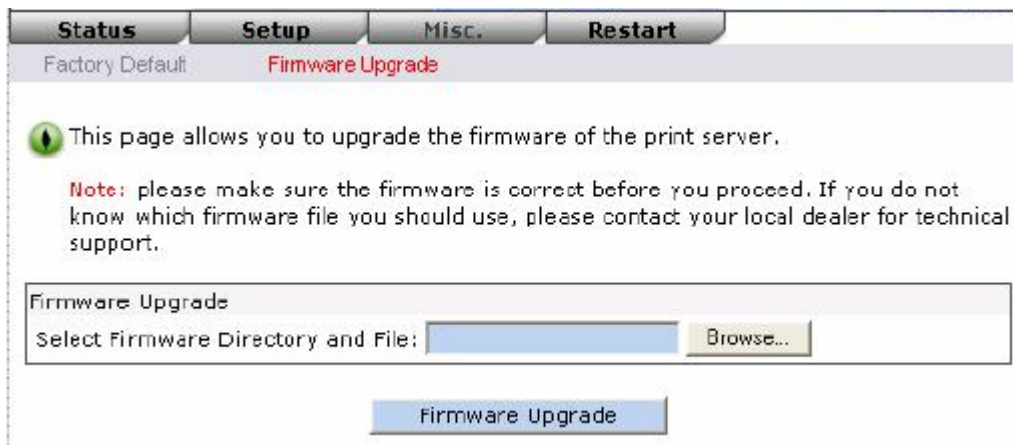 Status Setup Misc. Restart
Factory Default Firmware Upgrade
This page allows you to upgrade the firmware of the print server.
Note: please make sure the firmware is correct before you proceed. If you do not
know which firmware file you should use, please contact your local dealer for technical
support.
Firmware Upgrade
Select Firmware Directory and File: Browse...
Firmware Upgrade